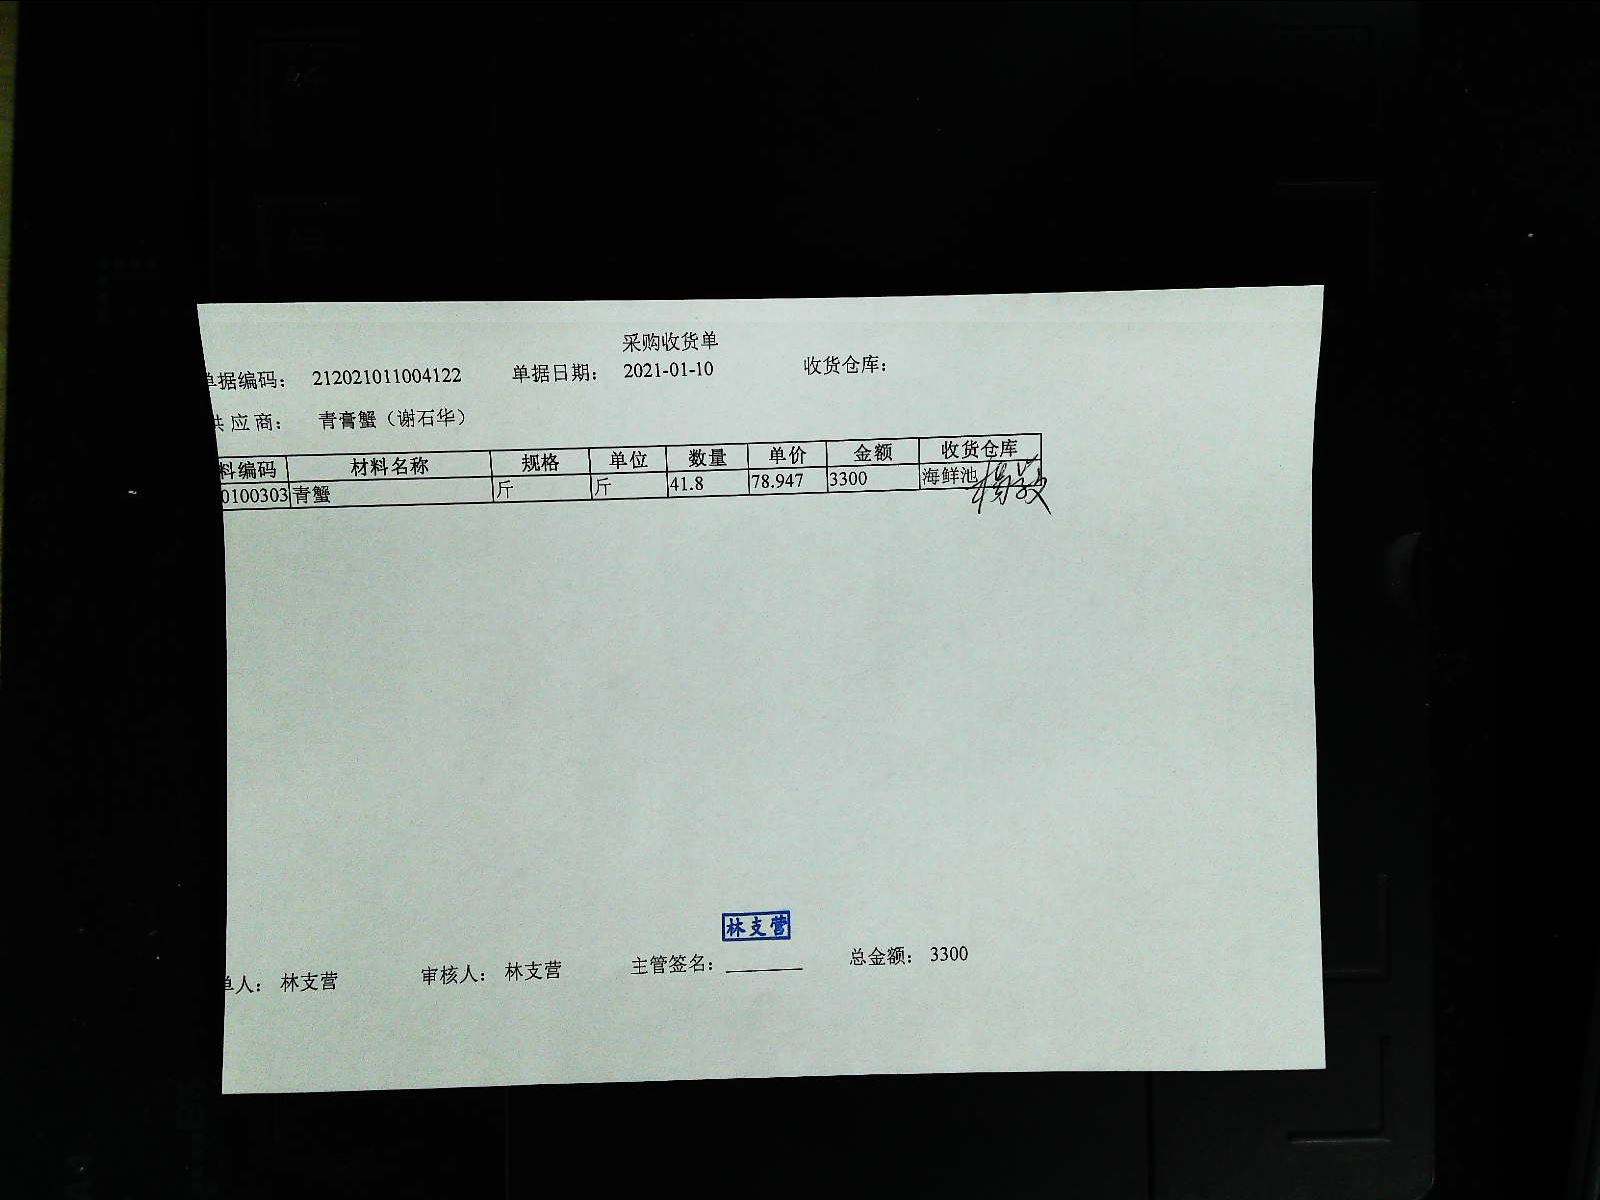 采购收货单
单据编码： 212021011004122 单据日期： 2021-01-10 收货仓库：
供应商： 青膏蟹（谢石华）
料编码 材料名称 规格 单位 数量 单价 金额 收货仓库
0100303 青蟹 斤 斤 41.8 78.947 3300 海鲜池
林支营
单人： 林支营 审核人： 林支营 主管签名： 总金额： 3300